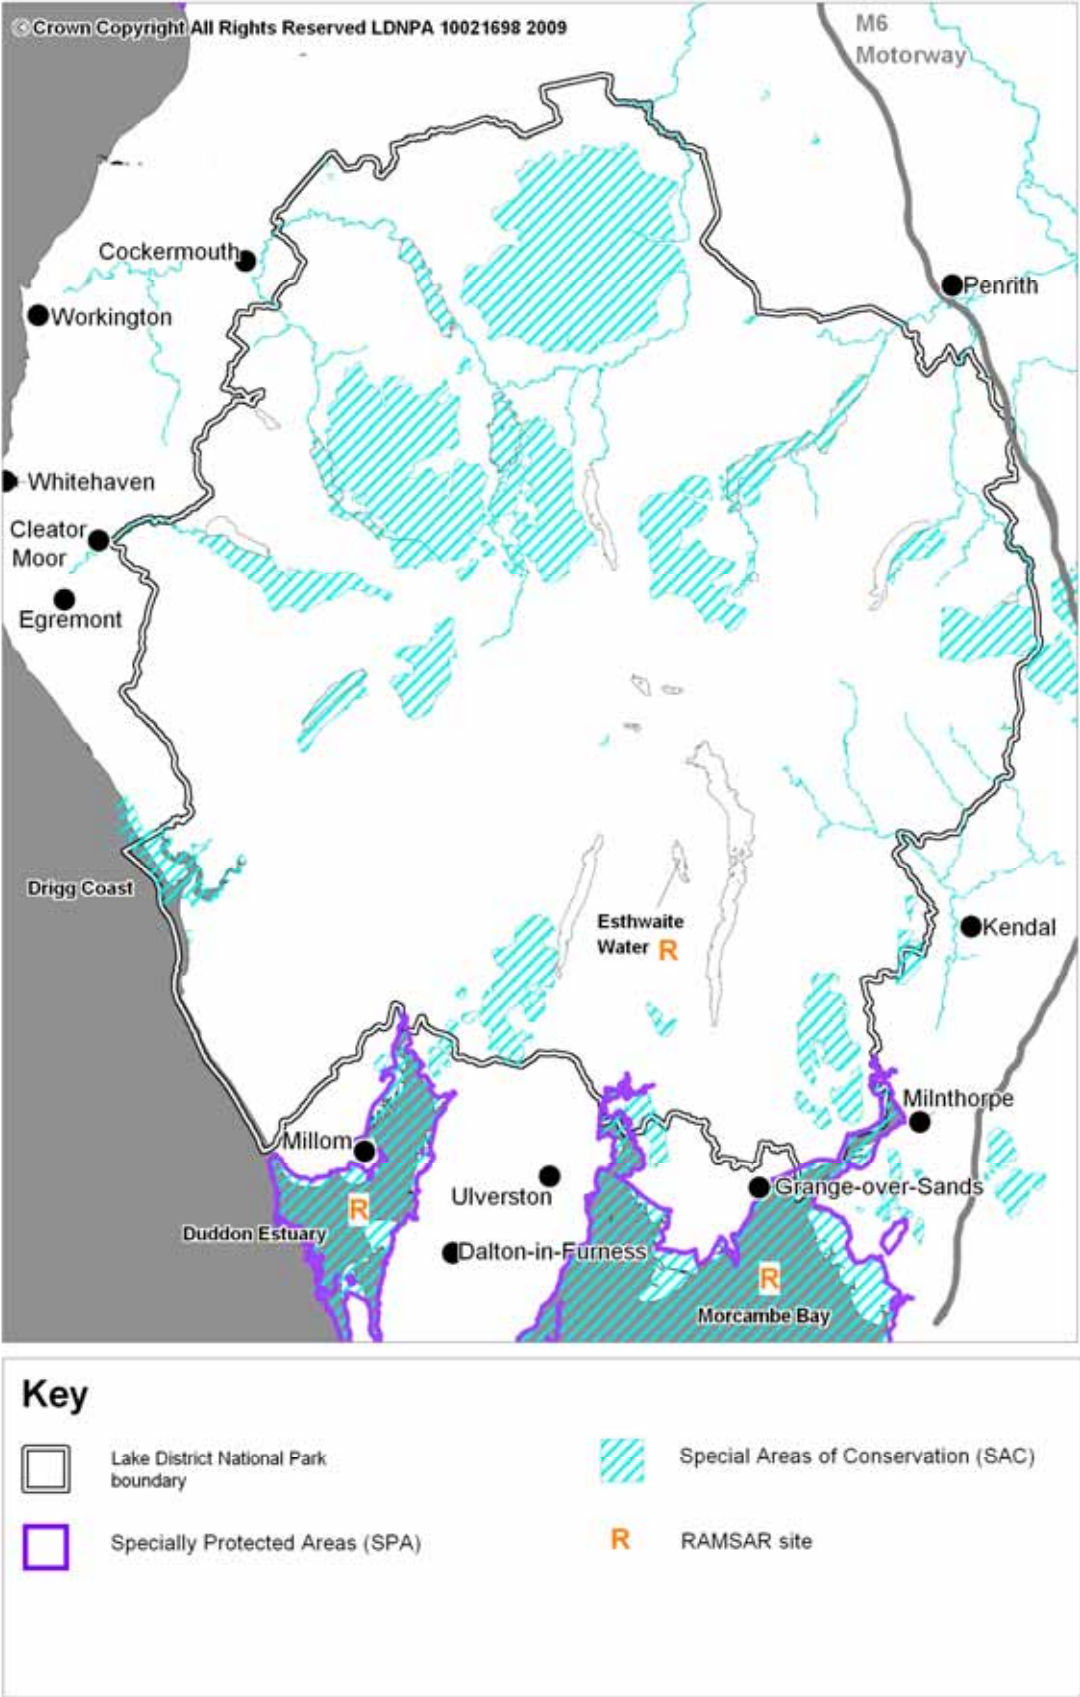 © Crown Copyright All Rights Reserved LDNPA 10021698 2009
M6
Motorway
Cockermouth
Penrith
Workington
Whitehaven
Cleator
Moor
Egremont
Drigg Coast
Esthwaite
Water R
Kendal
Milnthorpe
Millom
Grange-over-Sands
Ulverston
R
Duddon Estuary
Dalton-in-Furness
R
Morcambe Bay
Key
Lake District National Park
boundary
Special Areas of Conservation (SAC)
Specially Protected Areas (SPA)
R RAMSAR site